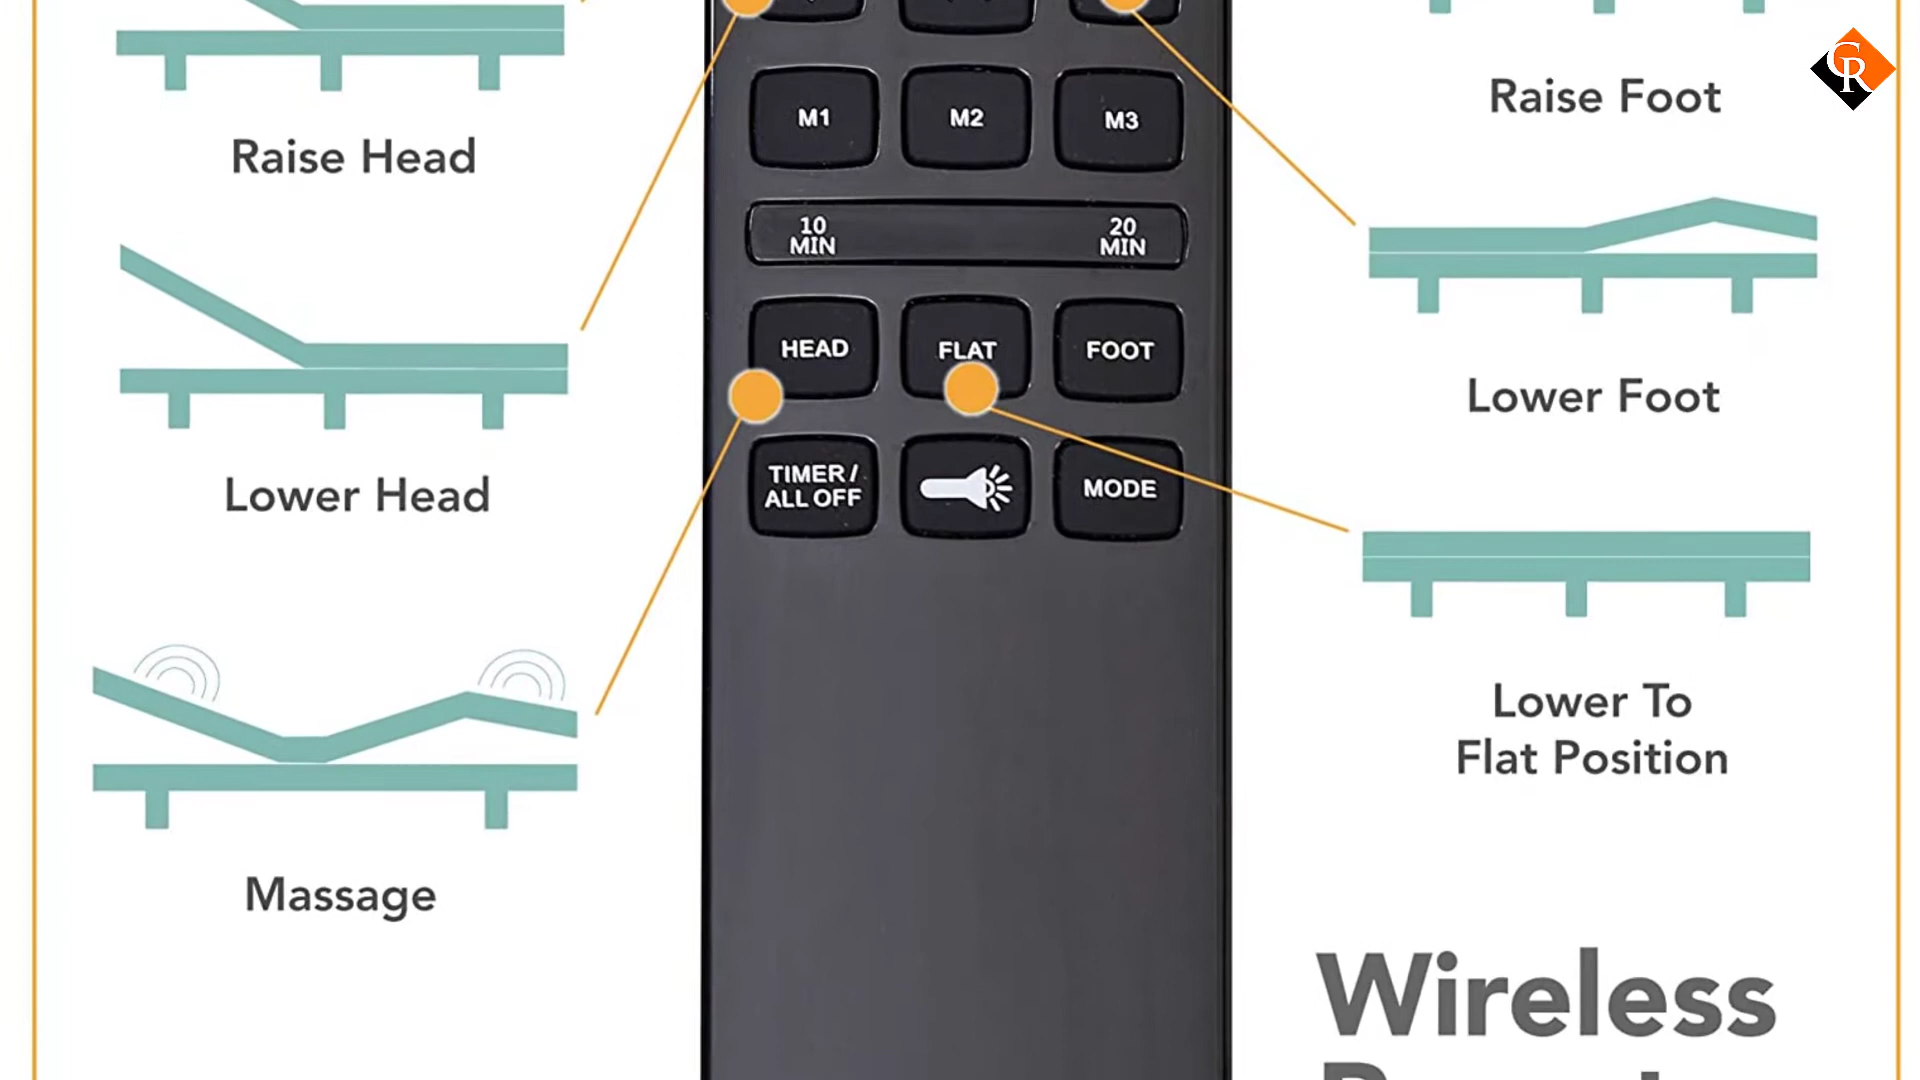 Raise Head
Lower Head
Massage
M1 M2 M3
10 MIN
20 MIN
HEAD FLAT FOOT
TIMER /
ALL OFF
MODE
CR
Raise Foot
Lower Foot
Lower To
Flat Position
Wireless